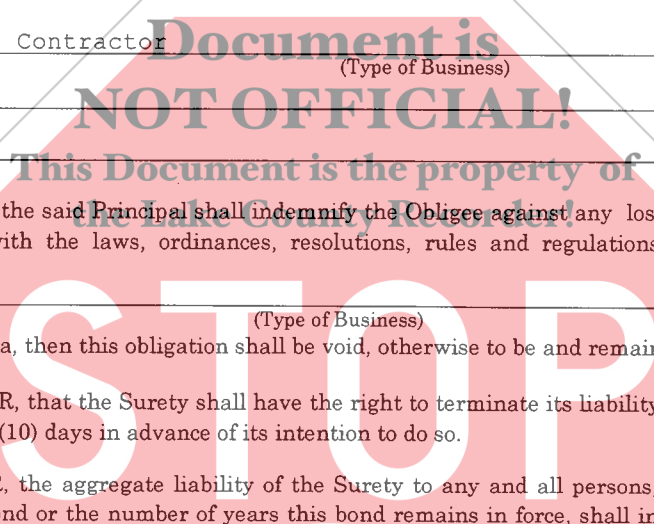 Contractor
Document is
(Type of Business)
NOT OFFICIAL!
This Document is the property of
the Lake County Recorder!
the said Principal shall indemnify the Obligee against any los
with the laws, ordinances, resolutions, rules and regulations
STOP
(Type of Business)
a, then this obligation shall be void, otherwise to be and remain
R, that the Surety shall have the right to terminate its liability
(10) days in advance of its intention to do so.
, the aggregate liability of the Surety to any and all persons,
nd or the number of years this bond remains in force, shall in